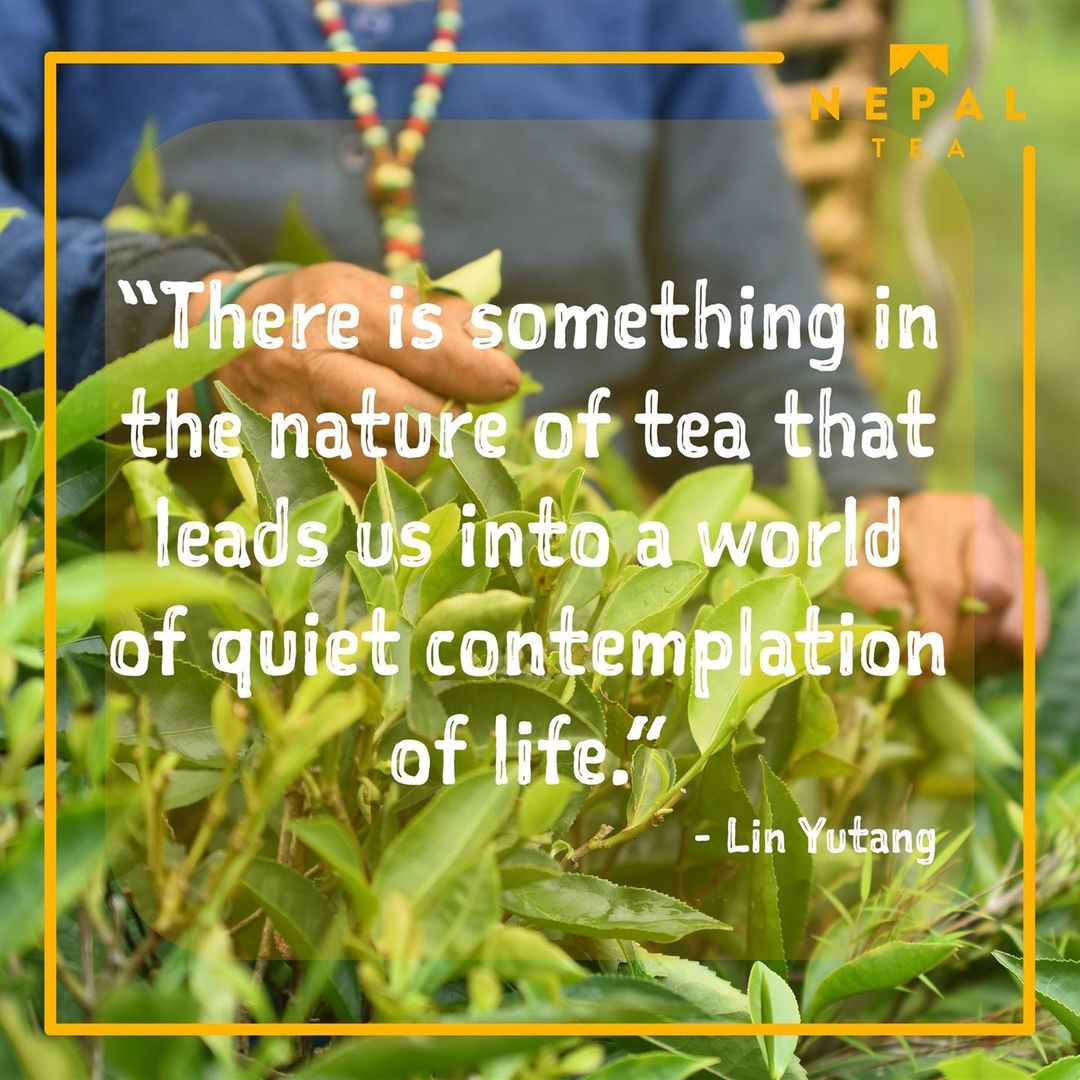 NEPAL
TEA
“There is something in
the nature of tea that
leads us into a world
of quiet contemplation
of life.”
- Lin Yutang